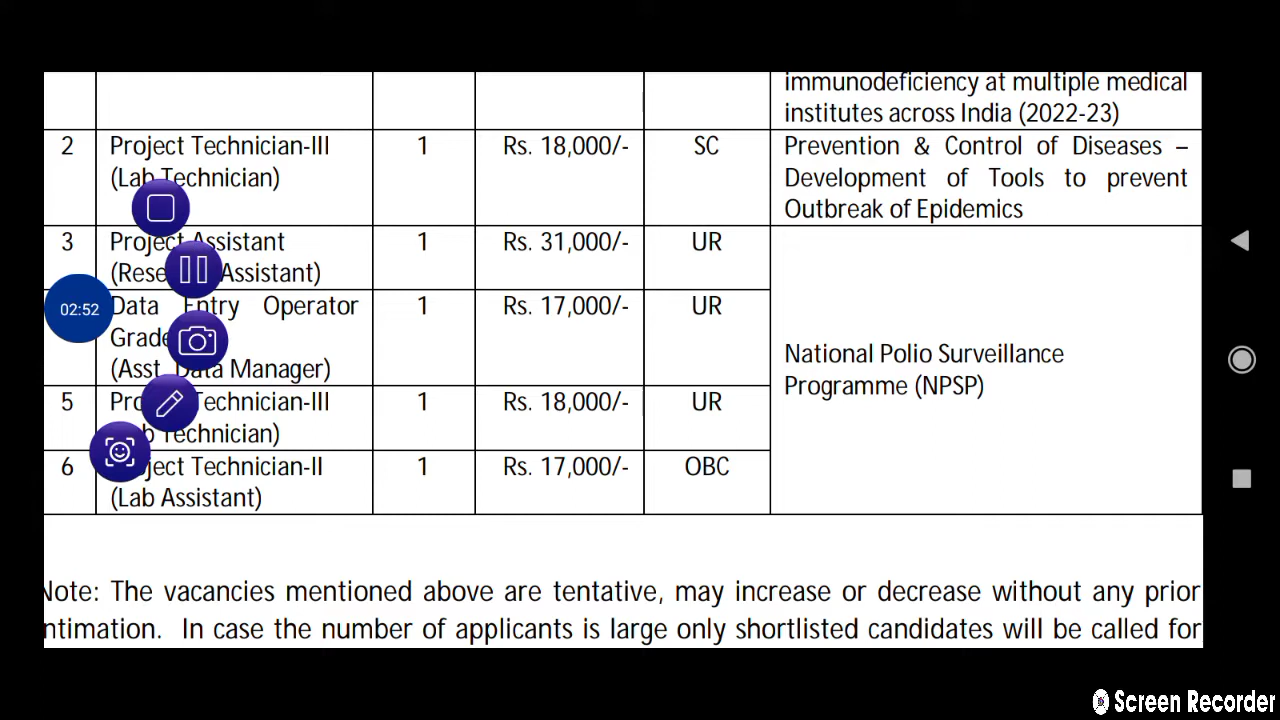 immunodeficiency at multiple medical
institutes across India (2022-23)
2 Project Technician-III 1 Rs. 18,000/- SC Prevention & Control of Diseases –
(Lab Technician) Development of Tools to prevent
Outbreak of Epidemics
3 Project Assistant 1 Rs. 31,000/- UR
(Rese Assistant)
02:52 Data Entry Operator 1 Rs. 17,000/- UR
Grade
(Asst. Data Manager)
National Polio Surveillance
Programme (NPSP)
5 Pro Technician-III 1 Rs. 18,000/- UR
b Technician)
6 ject Technician-II 1 Rs. 17,000/- OBC
(Lab Assistant)
Note: The vacancies mentioned above are tentative, may increase or decrease without any prior
ntimation. In case the number of applicants is large only shortlisted candidates will be called for
Screen Recorder